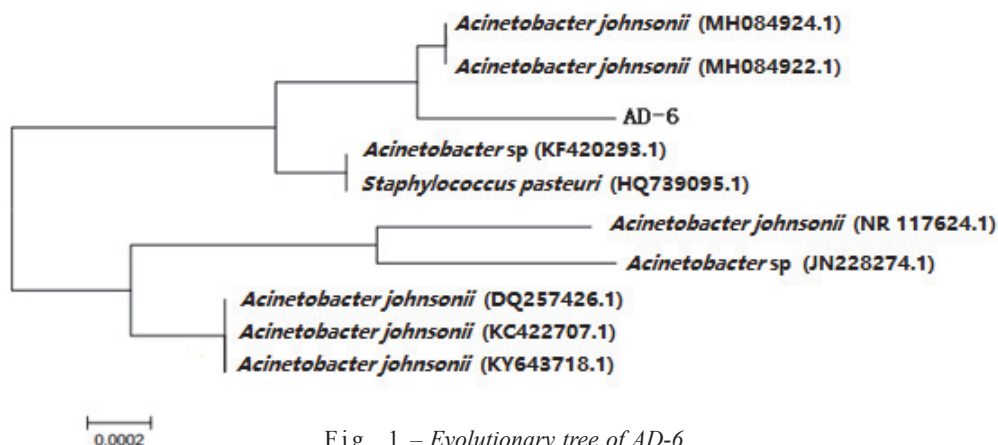 Acinetobacter johnsonii (MH084924.1)
Acinetobacter johnsonii (MH084922.1)
AD-6
Acinetobacter sp (KF420293.1)
Staphylococcus pasteuri (HQ739095.1)
Acinetobacter johnsonii (NR 117624.1)
Acinetobacter sp (JN228274.1)
Acinetobacter johnsonii (DQ257426.1)
Acinetobacter johnsonii (KC422707.1)
Acinetobacter johnsonii (KY643718.1)
0.0002
Fig. 1 – Evolutionary tree of AD-6